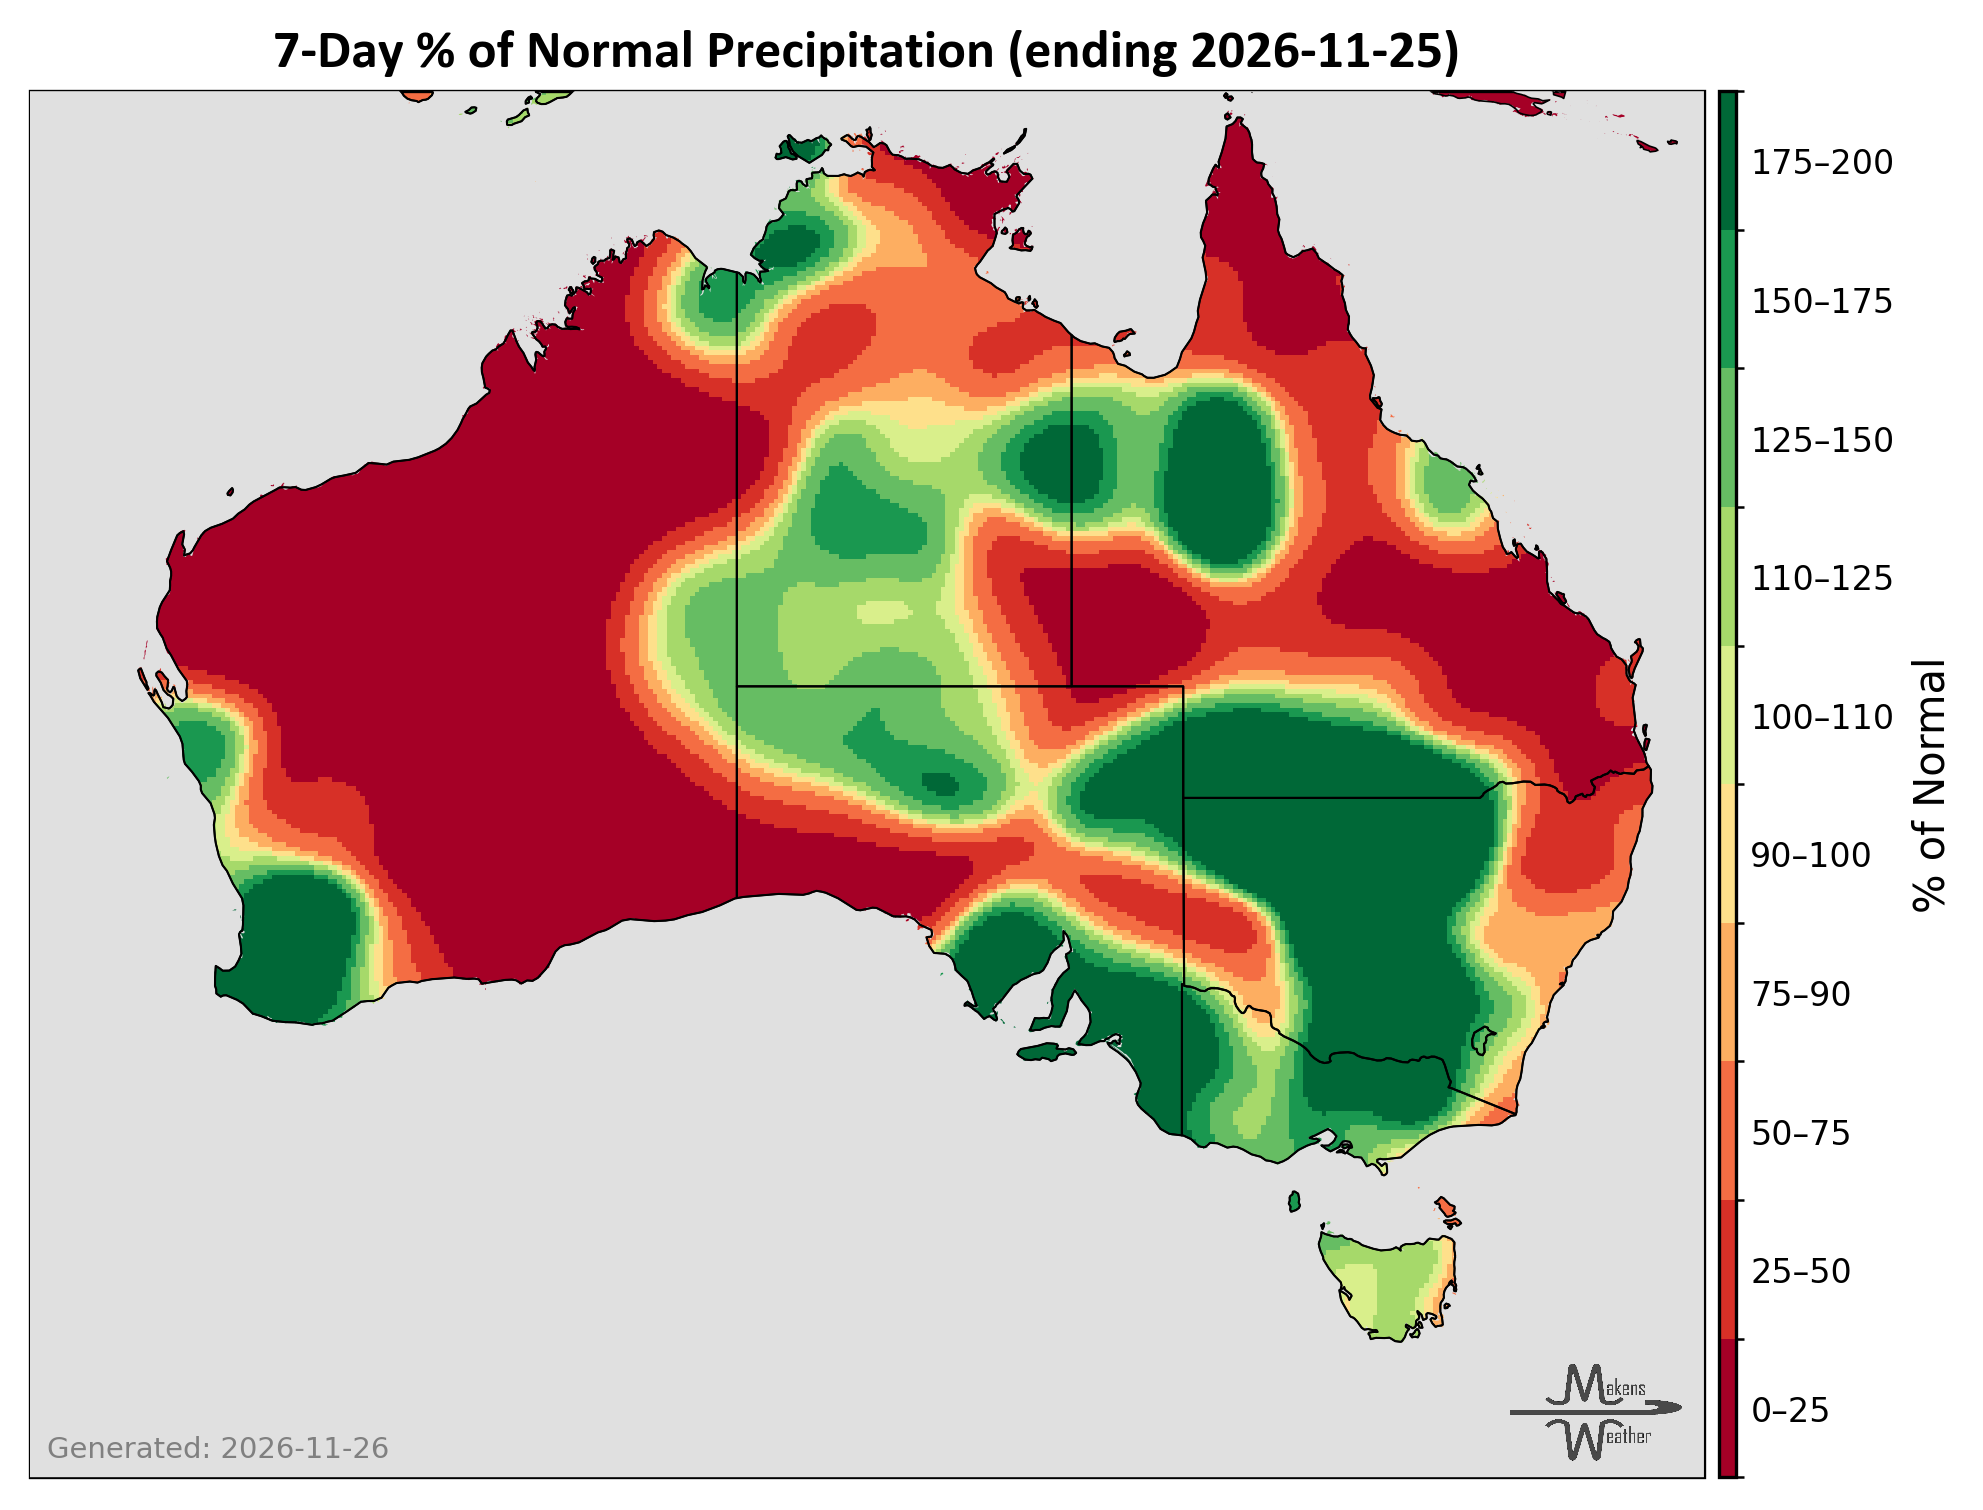 7-Day % of Normal Precipitation (ending 2026-11-25)
175–200
150–175
125–150
110–125
100–110
90–100
75–90
50–75
25–50
0–25
% of Normal
Makens
Weather
Generated: 2026-11-26